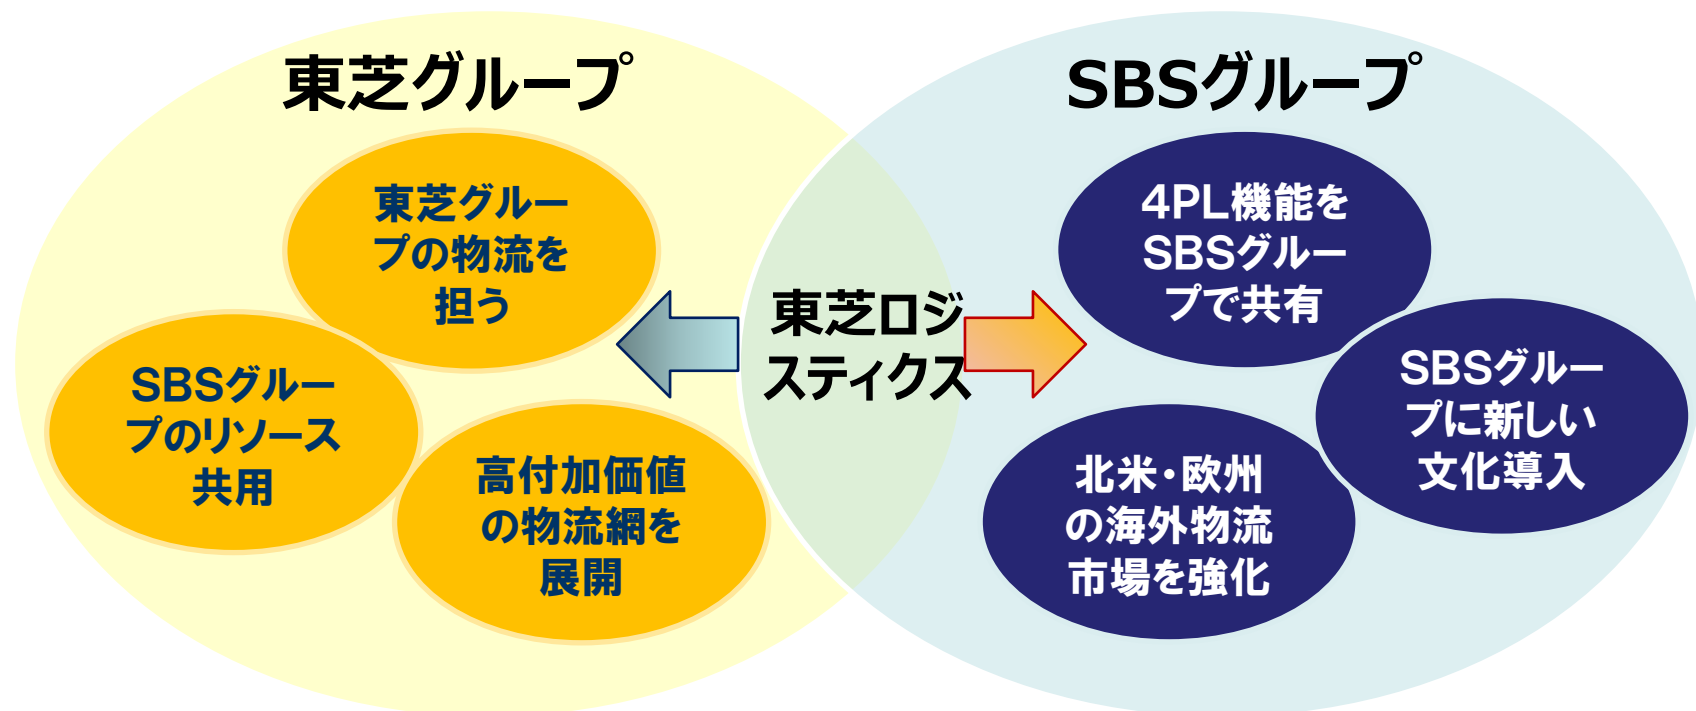 東芝グループ
東芝グルー
プの物流を
担う
SBSグルー
プのリソース
共用
高付加価値
の物流網を
展開
東芝ロジ
スティクス
SBSグループ
4PL機能を
SBSグルー
プで共有
SBSグルー
プに新しい
文化導入
北米・欧州
の海外物流
市場を強化